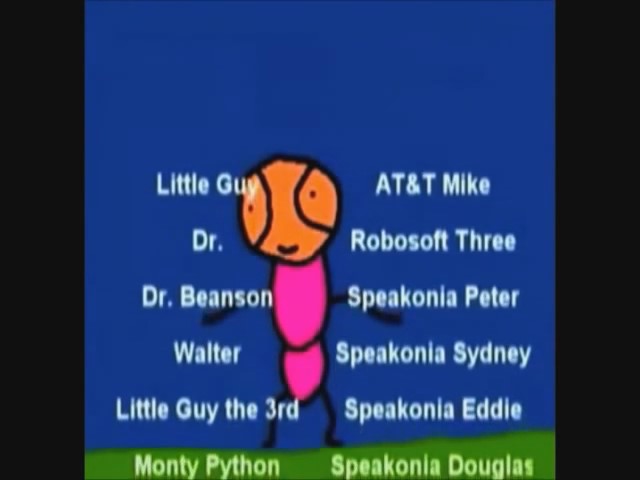 Little Guy AT&T Mike
Dr. Robosoft Three
Dr. Beanson Speakonia Peter
Walter Speakonia Sydney
Little Guy the 3rd Speakonia Eddie
Monty Python Speakonia Douglas